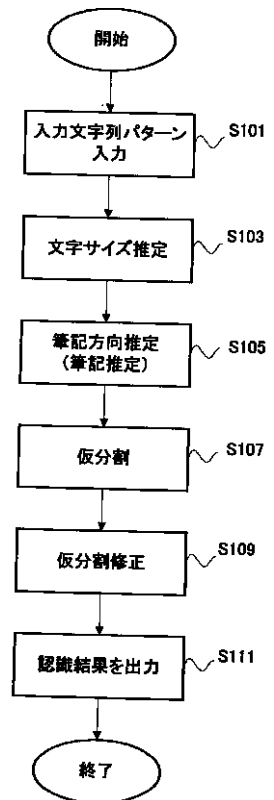 開始
入力文字列パターン
入力
S101
文字サイズ推定
S103
筆記方向推定
(筆記推定)
S105
仮分割
S107
仮分割修正
S109
認識結果を出力
S111
終了